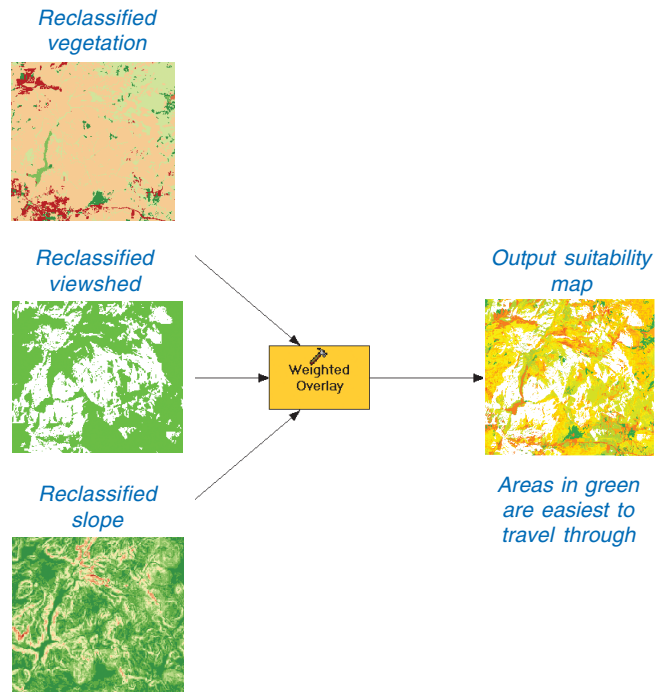 Reclassified
vegetation
Reclassified
viewshed
Output suitability
map
Weighted
Overlay
Reclassified
slope
Areas in green
are easiest to
travel through